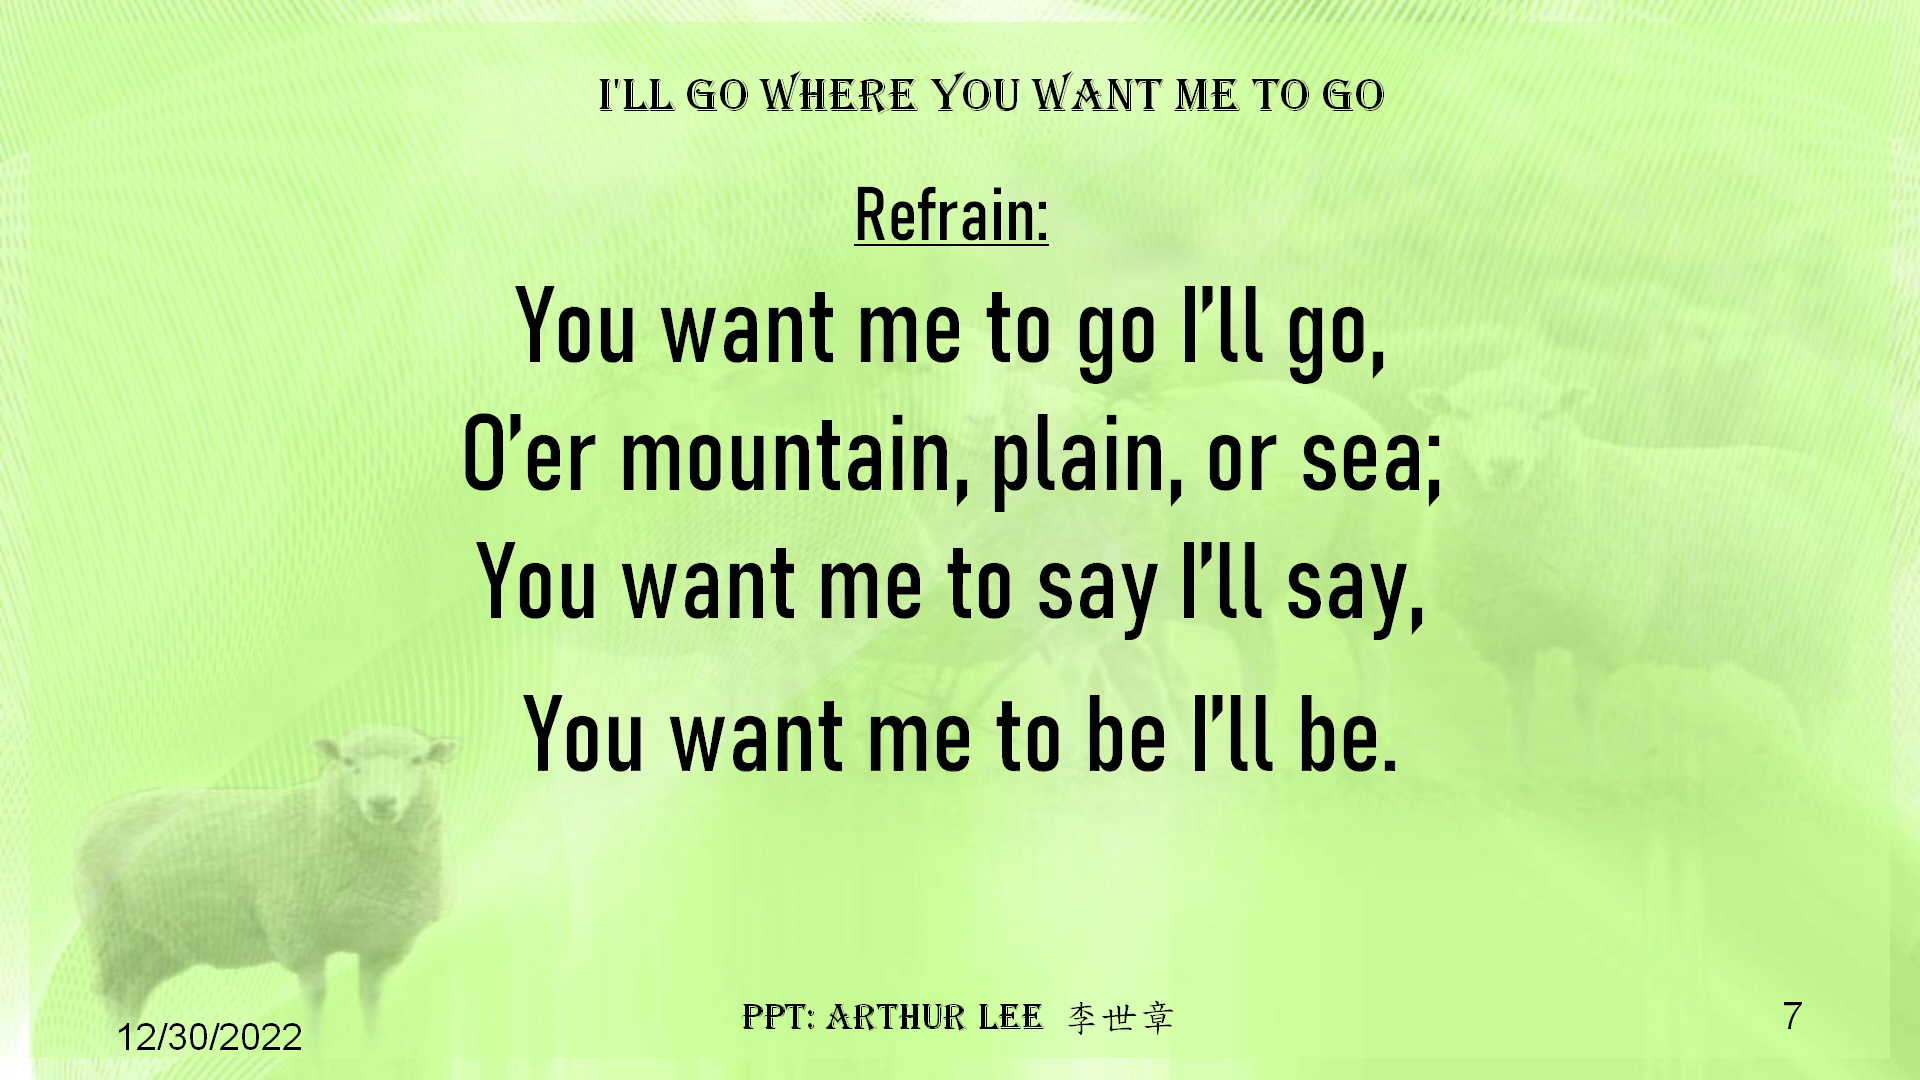 I'LL GO WHERE YOU WANT ME TO GO
Refrain:
You want me to go I’ll go,
O’er mountain, plain, or sea;
You want me to say I’ll say,
You want me to be I’ll be.
PPT: ARTHUR LEE 李世章
12/30/2022
7